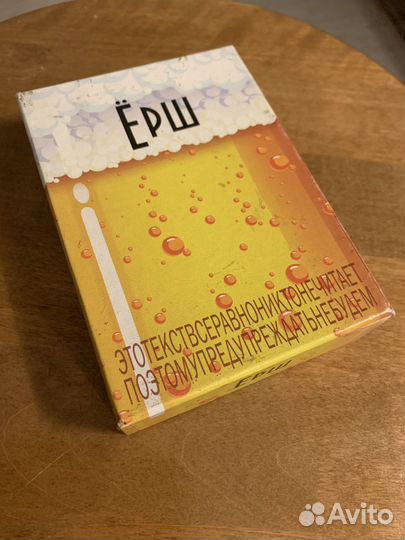 ЁРШ
ЭТОТЕКСТВСЕРАВНОНИКТОНЕЧИТАЕТ
ПОЭТОМУПРЕДУПРЕЖДАТЬНЕБУДЕМ
ЁРШ
Avito